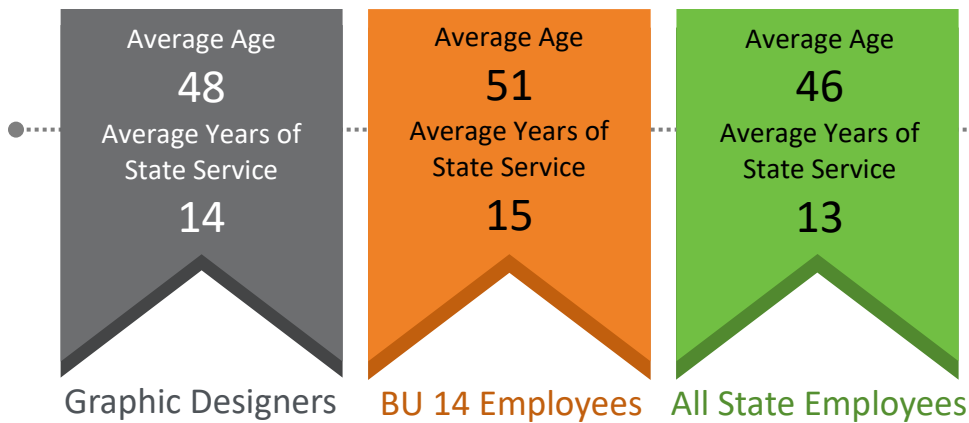 Average Age
48
Average Years of
State Service
14
Graphic Designers
Average Age
51
Average Years of
State Service
15
BU 14 Employees
Average Age
46
Average Years of
State Service
13
All State Employees